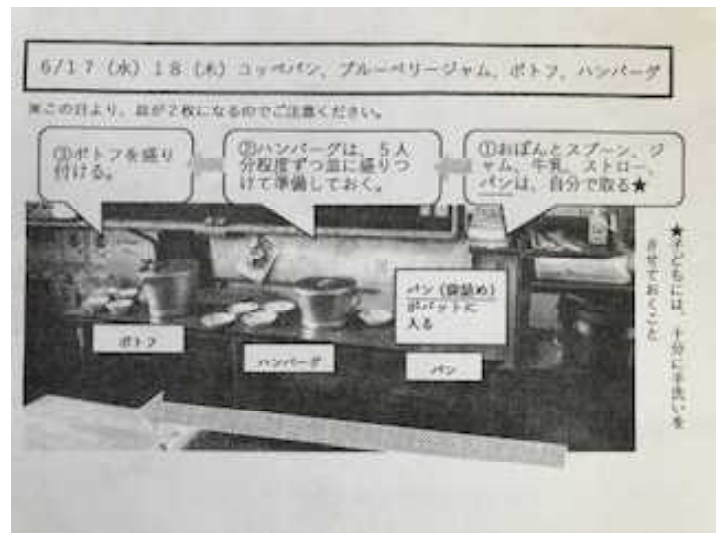 6/17(水)18(木)コッペパン、ブルーベリージャム、ポトフ、ハンバーグ
※この日より、皿が2枚になるのでご注意ください。
①おぼんとスプーン、ジ
ャム、牛乳、ストロー、
パンは、自分で取る★
②ハンバーグは、5人
分程度ずつ皿に盛りつ
けて準備しておく。
③ポトフを盛り
付ける。
★子どもには、十分に手洗いを
させておくこと
パン(袋詰め)
がバットに
入る
ポトフ
ハンバーグ
パン